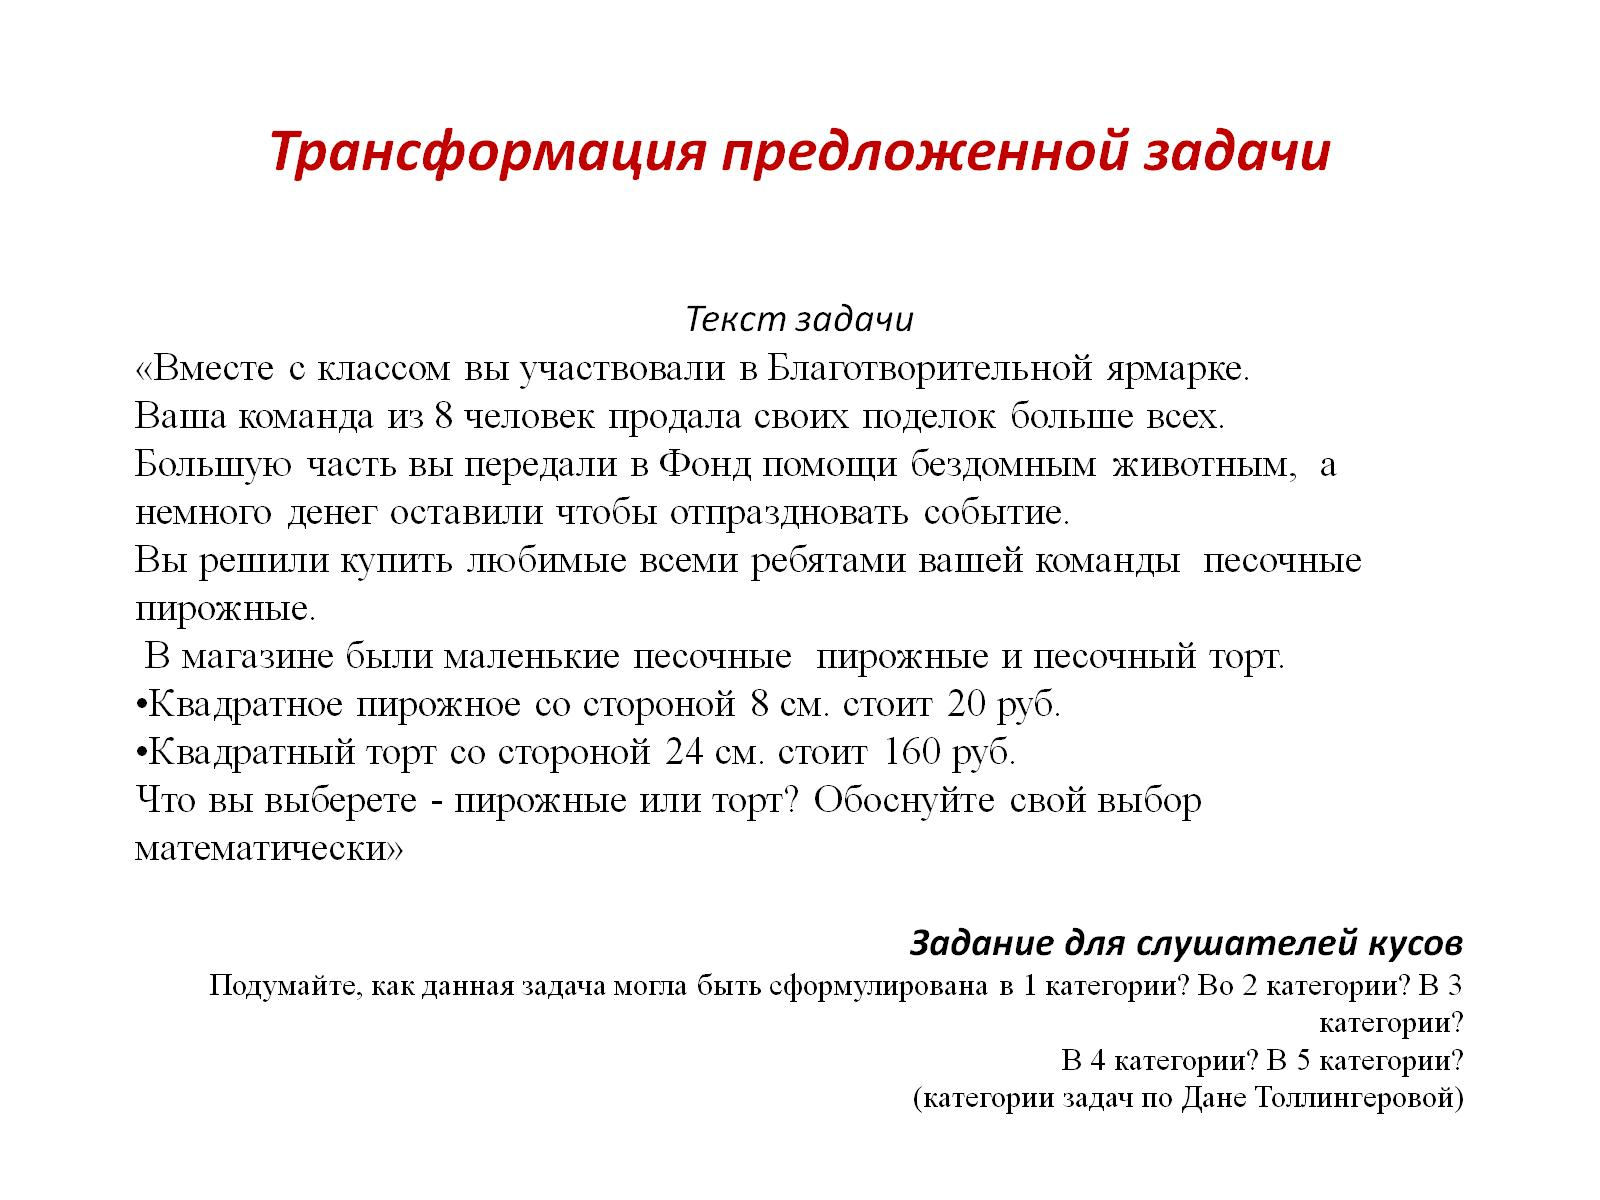 Трансформация предложенной задачи
Текст задачи
«Вместе с классом вы участвовали в Благотворительной ярмарке.
Ваша команда из 8 человек продала своих поделок больше всех.
Большую часть вы передали в Фонд помощи бездомным животным, а
немного денег оставили чтобы отпраздновать событие.
Вы решили купить любимые всеми ребятами вашей команды песочные
пирожные.
В магазине были маленькие песочные пирожные и песочный торт.
•Квадратное пирожное со стороной 8 см. стоит 20 руб.
•Квадратный торт со стороной 24 см. стоит 160 руб.
Что вы выберете - пирожные или торт? Обоснуйте свой выбор
математически»
Задание для слушателей кусов
Подумайте, как данная задача могла быть сформулирована в 1 категории? Во 2 категории? В 3
категории?
В 4 категории? В 5 категории?
(категории задач по Дане Толлингеровой)